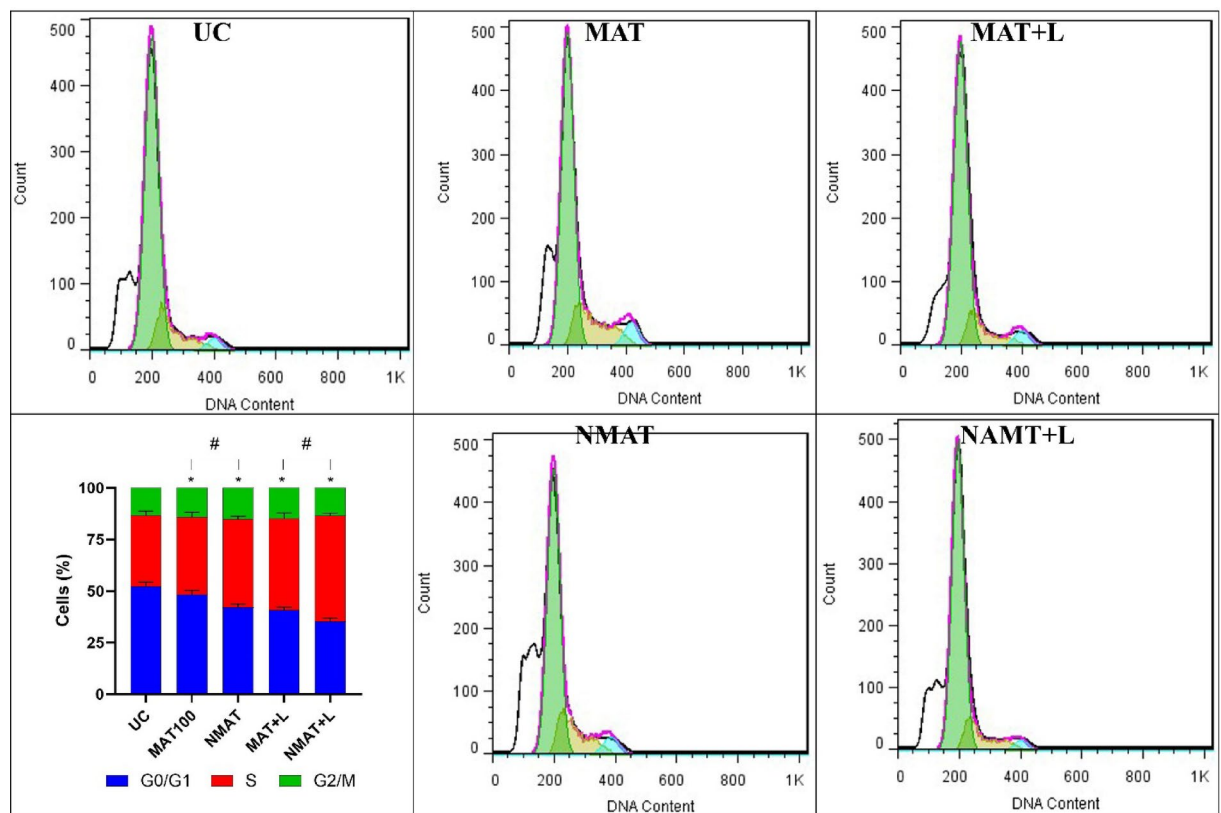 UC
500
400
300
200
100
0
Count
0 200 400 600 800 1K
DNA Content
MAT
500
400
300
200
100
0
Count
0 200 400 600 800 1K
DNA Content
MAT+L
500
400
300
200
100
0
Count
0 200 400 600 800 1K
DNA Content
# #
* * * *
100
75
50
25
0
Cells (%)
UC MAT100 NMAT MAT+L NMAT+L
G0/G1 S G2/M
NMAT
500
400
300
200
100
0
Count
0 200 400 600 800 1K
DNA Content
NAMT+L
500
400
300
200
100
0
Count
0 200 400 600 800 1K
DNA Content